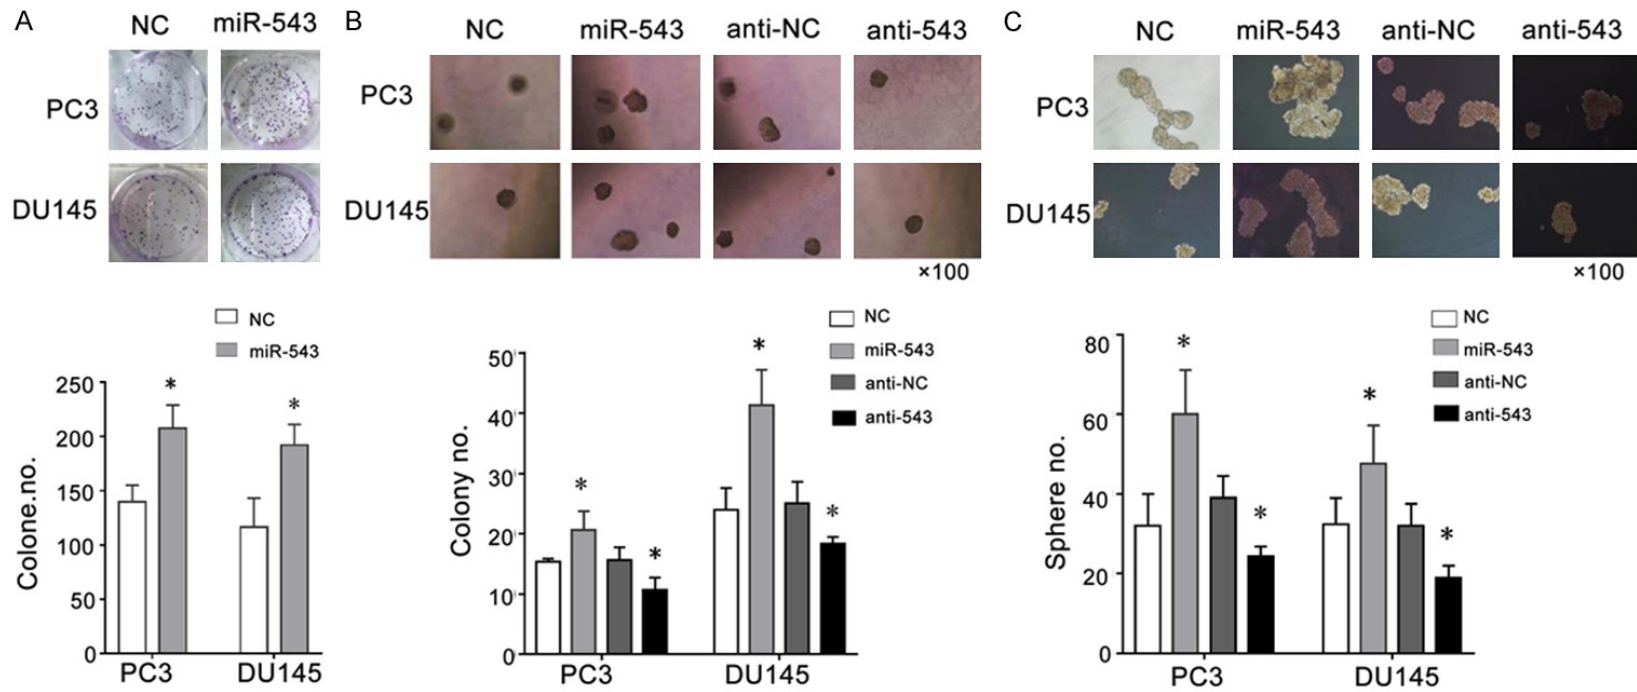 A
NC miR-543
PC3
DU145
NC
miR-543
250
200
150
100
50
0
Colone.no.
* *
PC3 DU145
B
NC miR-543 anti-NC anti-543
PC3
DU145
×100
NC
miR-543
anti-NC
anti-543
50
40
30
20
10
0
Colony no.
* * * *
PC3 DU145
C
NC miR-543 anti-NC anti-543
PC3
DU145
×100
NC
miR-543
anti-NC
anti-543
80
60
40
20
0
Sphere no.
* * * *
PC3 DU145